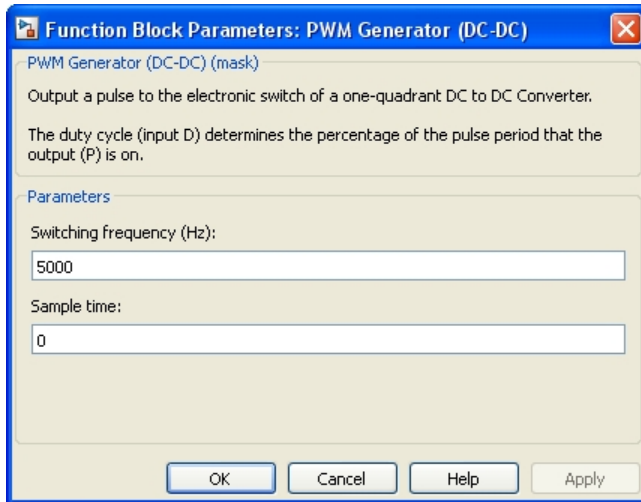 Function Block Parameters: PWM Generator (DC-DC)
PWM Generator (DC-DC) (mask)
Output a pulse to the electronic switch of a one-quadrant DC to DC Converter.
The duty cycle (input D) determines the percentage of the pulse period that the
output (P) is on.
Parameters
Switching frequency (Hz):
5000
Sample time:
0
OK Cancel Help Apply